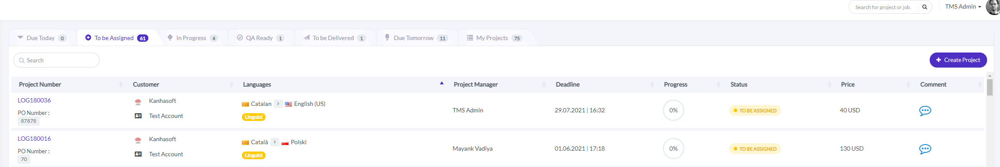 Search for project or job.
TMS Admin
Due Today 0
To be Assigned 61
In Progress 4
QA Ready 1
To be Delivered 1
Due Tomorrow 11
My Projects 75
Search
Create Project
Project Number Customer Languages Project Manager Deadline Progress Status Price Comment
LOG180036
PO Number :
87878
Kanhasoft
Test Account
Catalan > English (US)
Linguist
TMS Admin
29.07.2021 | 16:32
0%
TO BE ASSIGNED
40 USD
LOG180016
PO Number :
70
Kanhasoft
Test Account
Català > Polski
Linguist
Mayank Vadiya
01.06.2021 | 17:18
0%
TO BE ASSIGNED
130 USD